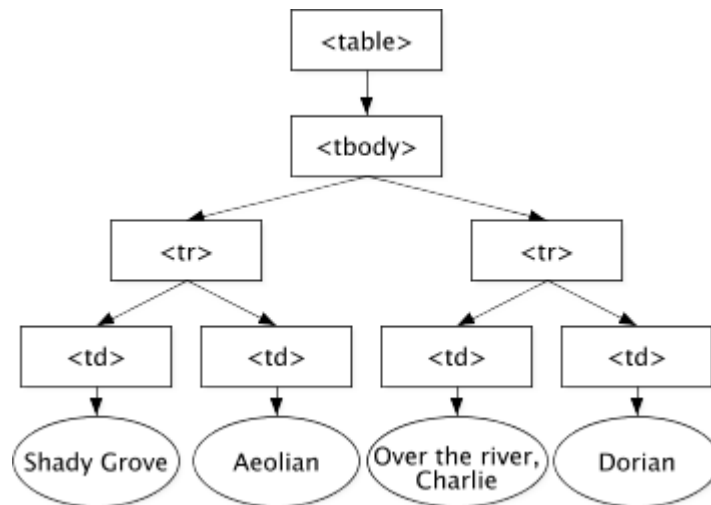 <table>
<tbody>
<tr> <tr>
<td> <td> <td> <td>
Shady Grove Aeolian Over the river, Charlie Dorian